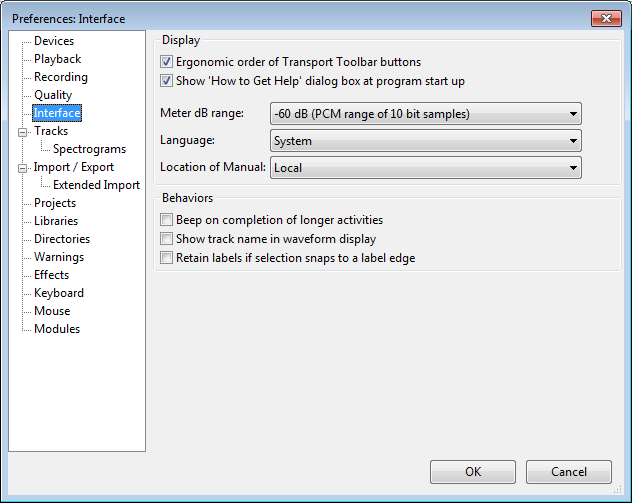 Preferences: Interface
Devices
Playback
Recording
Quality
Interface
Tracks
Spectrograms
Import / Export
Extended Import
Projects
Libraries
Directories
Warnings
Effects
Keyboard
Mouse
Modules
Display
Ergonomic order of Transport Toolbar buttons
Show 'How to Get Help' dialog box at program start up
Meter dB range: -60 dB (PCM range of 10 bit samples)
Language: System
Location of Manual: Local
Behaviors
Beep on completion of longer activities
Show track name in waveform display
Retain labels if selection snaps to a label edge
OK Cancel